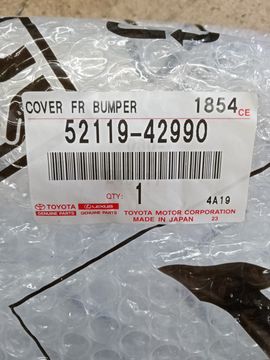 COVER FR BUMPER 1854 CE
52119-42990
QTY: 1 4A19
TOYOTA LEXUS TOYOTA MOTOR CORPORATION
GENUINE PARTS GENUINE PARTS MADE IN JAPAN 23